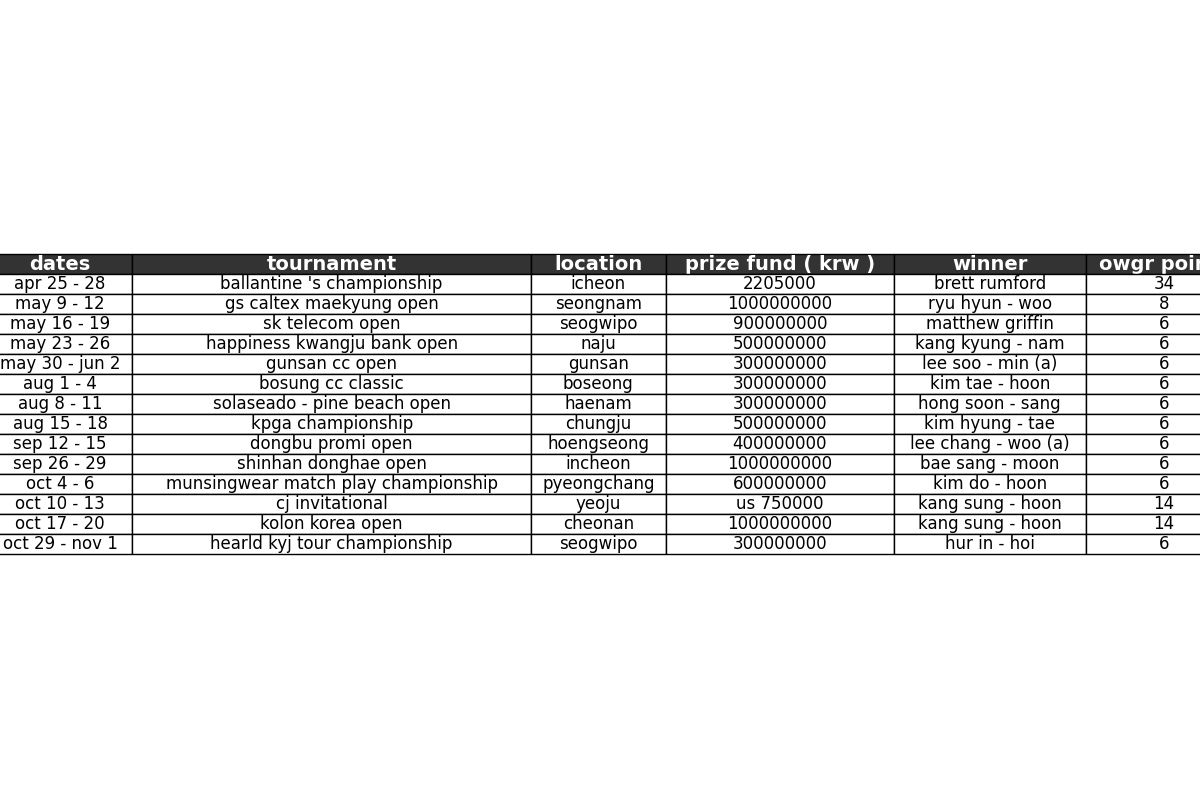 dates tournament location prize fund ( krw ) winner owgr poin
apr 25 - 28 ballantine 's championship icheon 2205000 brett rumford 34
may 9 - 12 gs caltex maekyung open seongnam 1000000000 ryu hyun - woo 8
may 16 - 19 sk telecom open seogwipo 900000000 matthew griffin 6
may 23 - 26 happiness kwangju bank open naju 500000000 kang kyung - nam 6
may 30 - jun 2 gunsan cc open gunsan 300000000 lee soo - min (a) 6
aug 1 - 4 bosung cc classic boseong 300000000 kim tae - hoon 6
aug 8 - 11 solaseado - pine beach open haenam 300000000 hong soon - sang 6
aug 15 - 18 kpga championship chungju 500000000 kim hyung - tae 6
sep 12 - 15 dongbu promi open hoengseong 400000000 lee chang - woo (a) 6
sep 26 - 29 shinhan donghae open incheon 1000000000 bae sang - moon 6
oct 4 - 6 munsingwear match play championship pyeongchang 600000000 kim do - hoon 6
oct 10 - 13 cj invitational yeoju us 750000 kang sung - hoon 14
oct 17 - 20 kolon korea open cheonan 1000000000 kang sung - hoon 14
oct 29 - nov 1 hearld kyj tour championship seogwipo 300000000 hur in - hoi 6